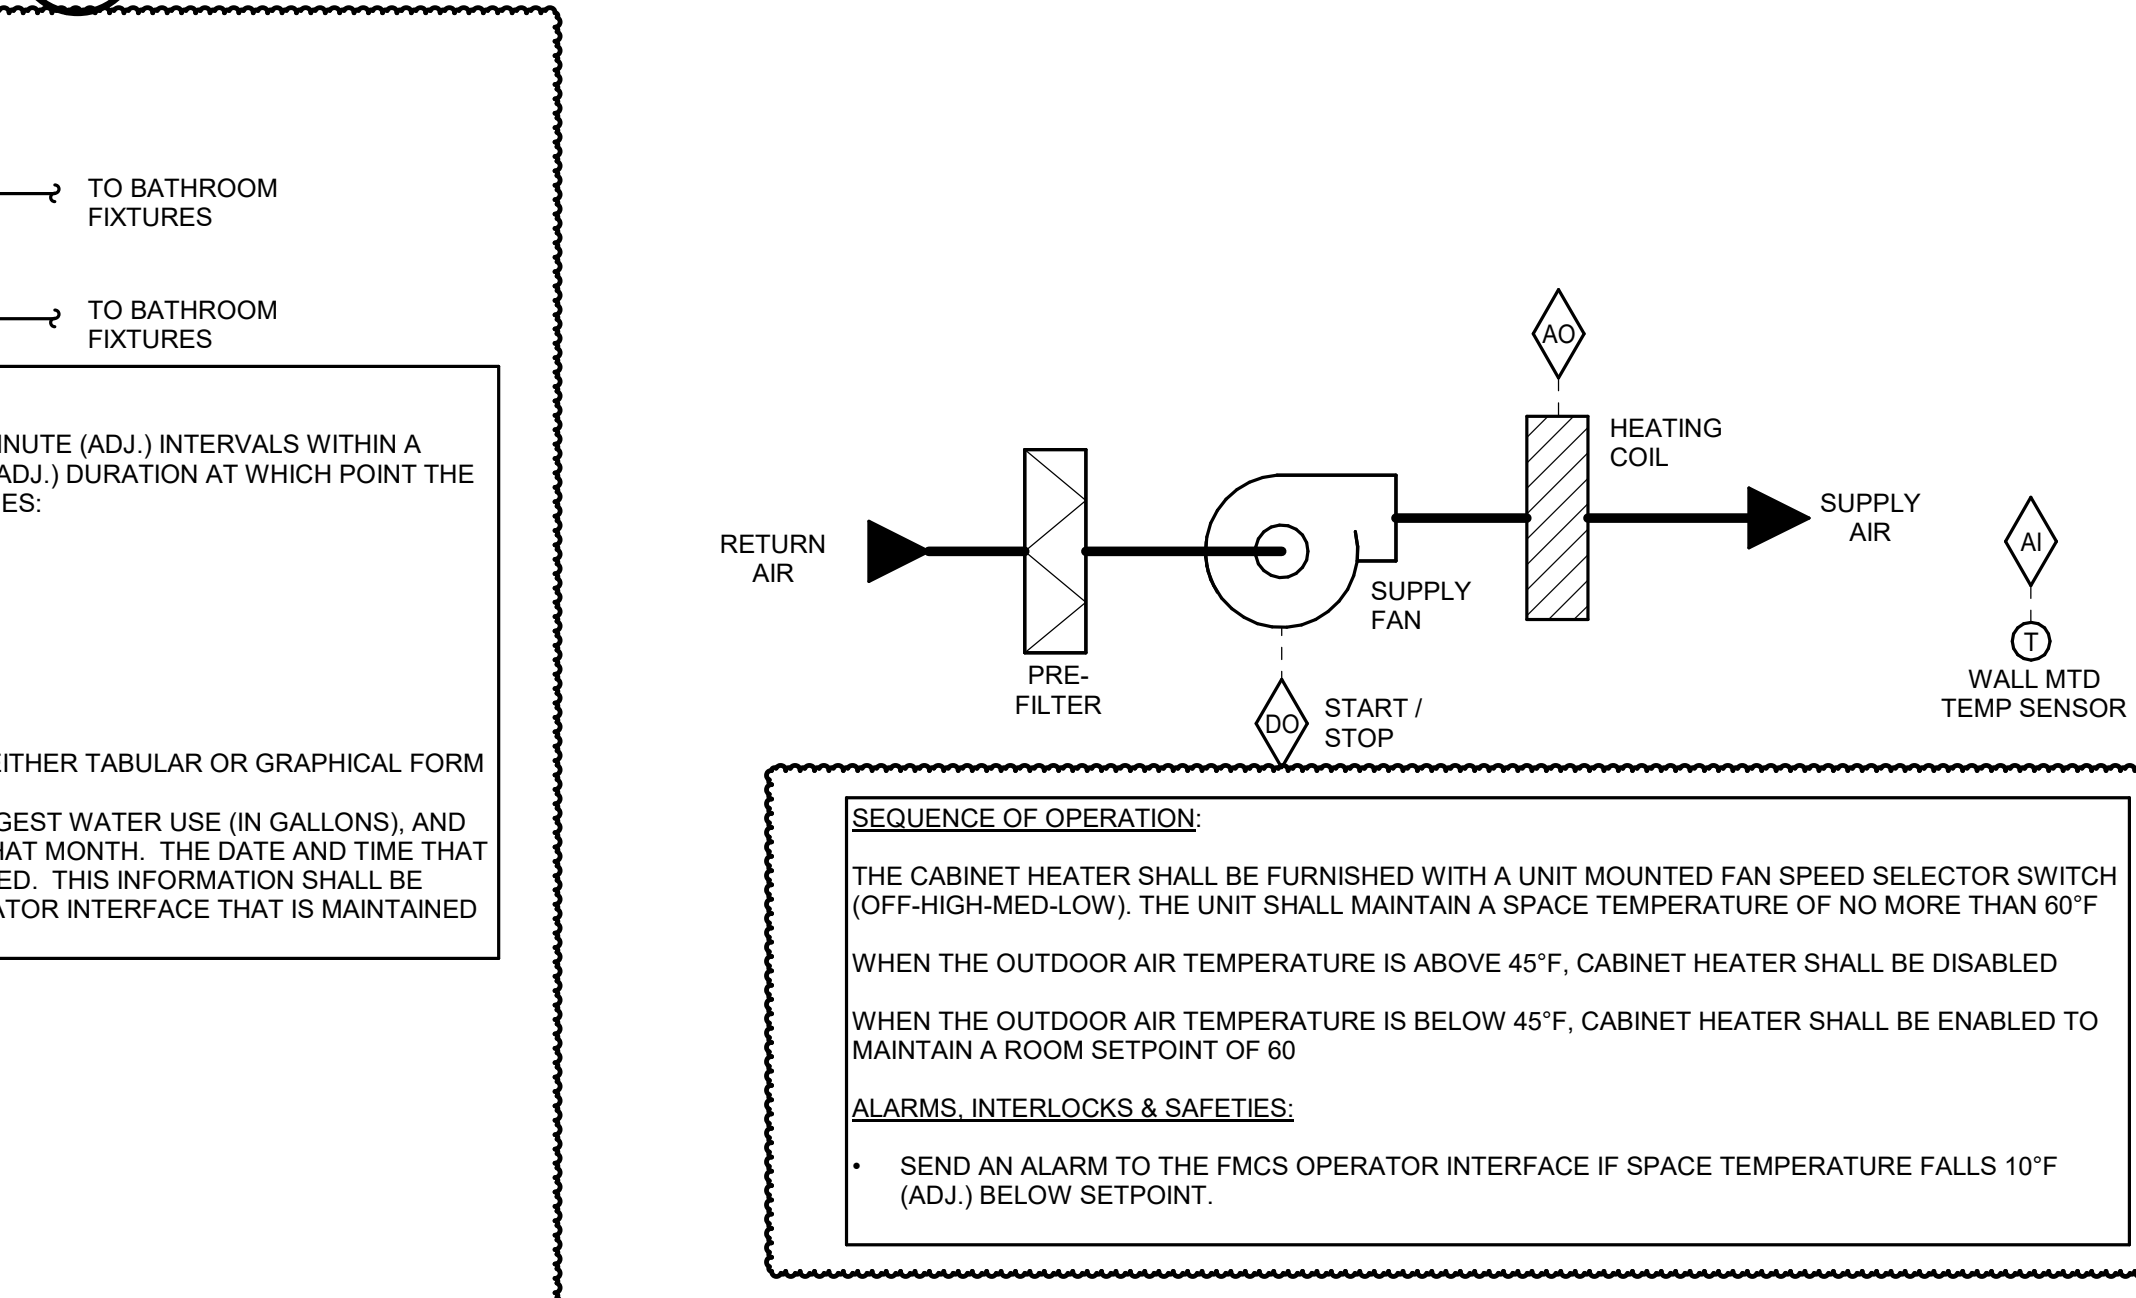 TO BATHROOM
FIXTURES
TO BATHROOM
FIXTURES
(ADJ.) INTERVALS WITHIN A
ADJ.) DURATION AT WHICH POINT THE
EITHER TABULAR OR GRAPHICAL FORM
WATER USE (IN GALLONS), AND
MONTH. THE DATE AND TIME THAT
THIS INFORMATION SHALL BE
INTERFACE THAT IS MAINTAINED
AO
HEATING
COIL
SUPPLY
AIR
AI
RETURN
AIR
SUPPLY
FAN
T
WALL MTD
TEMP SENSOR
PRE-
FILTER
DO
START /
STOP
SEQUENCE OF OPERATION:
THE CABINET HEATER SHALL BE FURNISHED WITH A UNIT MOUNTED FAN SPEED SELECTOR SWITCH
(OFF-HIGH-MED-LOW). THE UNIT SHALL MAINTAIN A SPACE TEMPERATURE OF NO MORE THAN 60°F
WHEN THE OUTDOOR AIR TEMPERATURE IS ABOVE 45°F, CABINET HEATER SHALL BE DISABLED
WHEN THE OUTDOOR AIR TEMPERATURE IS BELOW 45°F, CABINET HEATER SHALL BE ENABLED TO
MAINTAIN A ROOM SETPOINT OF 60
ALARMS, INTERLOCKS & SAFETIES:
• SEND AN ALARM TO THE FMCS OPERATOR INTERFACE IF SPACE TEMPERATURE FALLS 10°F
(ADJ.) BELOW SETPOINT.